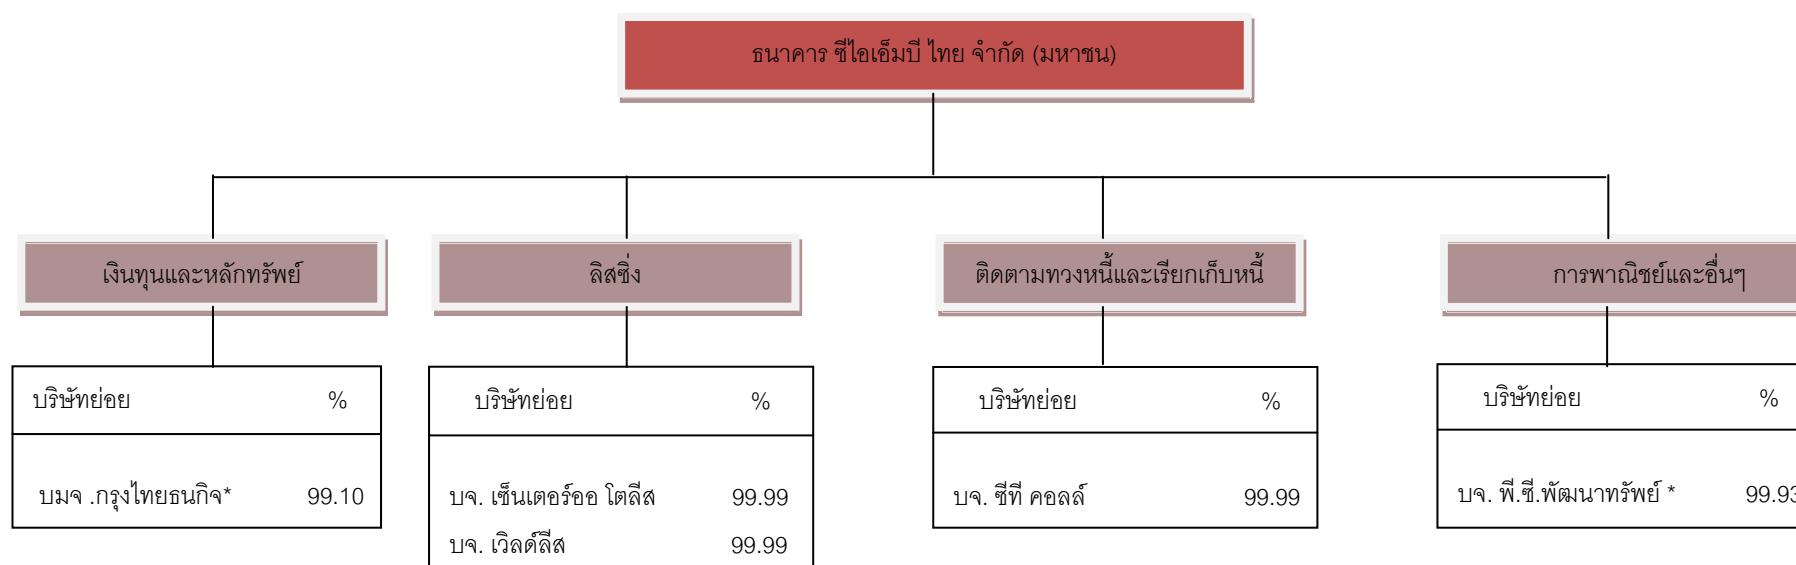 ธนาคาร ซีไอเอ็มบี ไทย จำกัด (มหาชน)
เงินทุนและหลักทรัพย์
ลิสซิ่ง
ติดตามทวงหนี้และเรียกเก็บหนี้
การพาณิชย์และอื่นๆ
บริษัทย่อย %
บมจ .กรุงไทยธนกิจ* 99.10
บริษัทย่อย %
บจ. เซ็นเตอร์ออ โตลีส 99.99
บจ. เวิลด์ลีส 99.99
บริษัทย่อย %
บจ. ซีที คอลล์ 99.99
บริษัทย่อย %
บจ. พี.ซี.พัฒนาทรัพย์ * 99.93